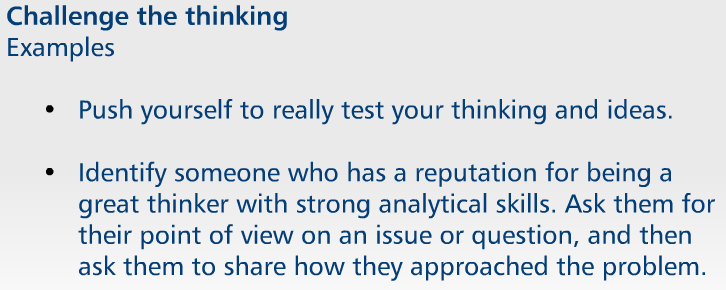 Challenge the thinking
Examples
• Push yourself to really test your thinking and ideas.
• Identify someone who has a reputation for being a
great thinker with strong analytical skills. Ask them for
their point of view on an issue or question, and then
ask them to share how they approached the problem.